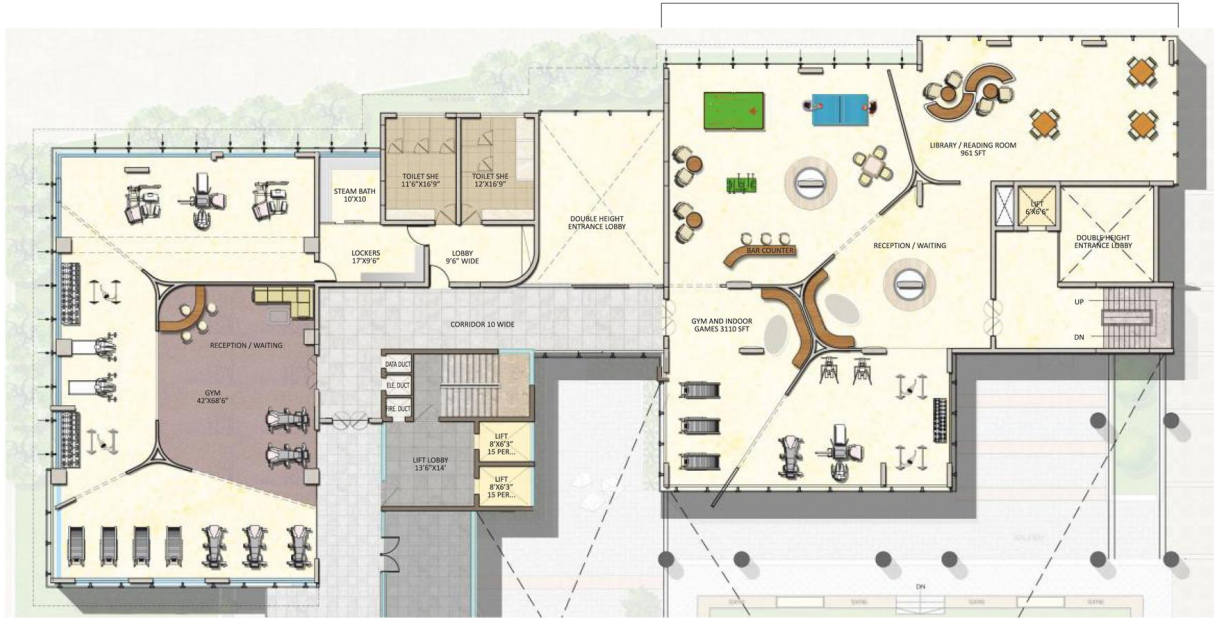 TOILET SHE
11'6"X16'9"
TOILET SHE
12'X16'9"
STEAM BATH
10'X10
LOCKERS
17'X9'6"
LOBBY
9'6" WIDE
DOUBLE HEIGHT
ENTRANCE LOBBY
LIBRARY / READING ROOM
961 SFT
LIFT
6'X6'6"
DOUBLE HEIGHT
ENTRANCE LOBBY
BAR COUNTER
RECEPTION / WAITING
UP
DN
CORRIDOR 10 WIDE
GYM AND INDOOR
GAMES 3110 SFT
RECEPTION / WAITING
GYM
42'X68'6"
DATA DUCT
ELE. DUCT
FIRE. DUCT
LIFT LOBBY
13'6"X14'
LIFT
8'X6'3"
15 PER...
LIFT
8'X6'3"
15 PER...
DN